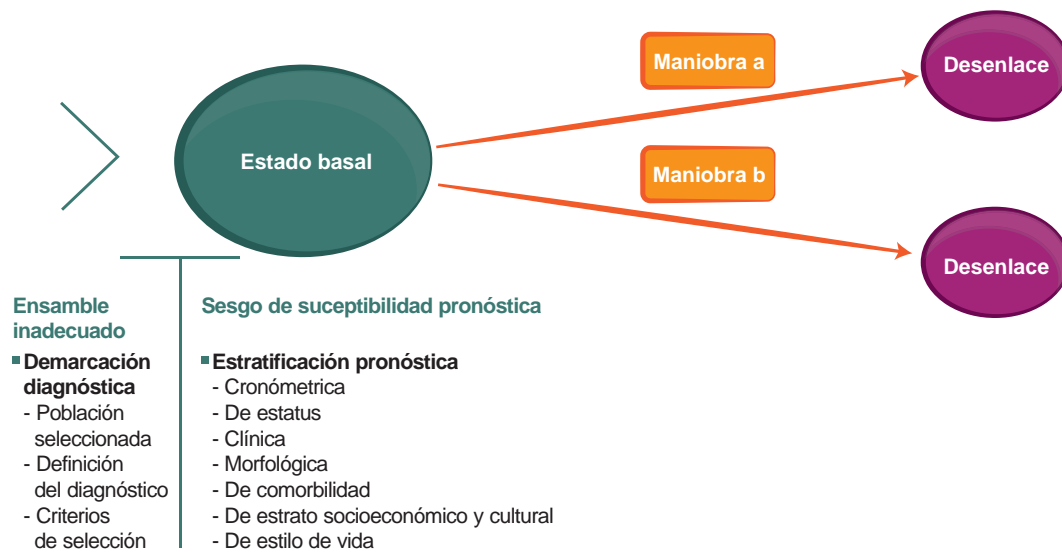 Maniobra a
Desenlace
Estado basal
Maniobra b
Desenlace
Ensamble
inadecuado
Demarcación
diagnóstica
- Población
seleccionada
- Definición
del diagnóstico
- Criterios
de selección
Sesgo de suceptibilidad pronóstica
Estratificación pronóstica
- Cronómetrica
- De estatus
- Clínica
- Morfológica
- De comorbilidad
- De estrato socioeconómico y cultural
- De estilo de vida